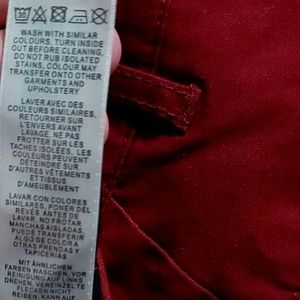 30
WASH WITH SIMILAR
COLOURS, TURN INSIDE
OUT BEFORE CLEANING,
DO NOT RUB ISOLATED
STAINS, COLOUR MAY
TRANSFER ONTO OTHER
GARMENTS AND
UPHOLSTERY
LAVER AVEC DES
COULEURS SIMILAIRES,
RETOURNER SUR
L'ENVERS AVANT
LAVAGE. NE PAS
FROTTER SUR LES
TACHES ISOLÉES. LES
COULEURS PEUVENT
DÉTEINDRE SUR
D'AUTRES VÊTEMENTS
ET TISSUS
D'AMEUBLEMENT
LAVAR CON COLORES
SIMILARES, PONER DEL
REVÉS ANTES DE
LAVAR, NO FROTAR
MANCHAS AISLADAS,
PUEDE TRANSFERIR
ALGO DE COLOR A
OTRAS PRENDAS Y
TAPICERÍA
MIT ÄHNLICHEN
FARBEN WASCHEN, VOR
REINIGUNG AUF LINKS
DREHEN, VEREINZELTE
FLECKEN NICHT
REIBEN, KANN AUF